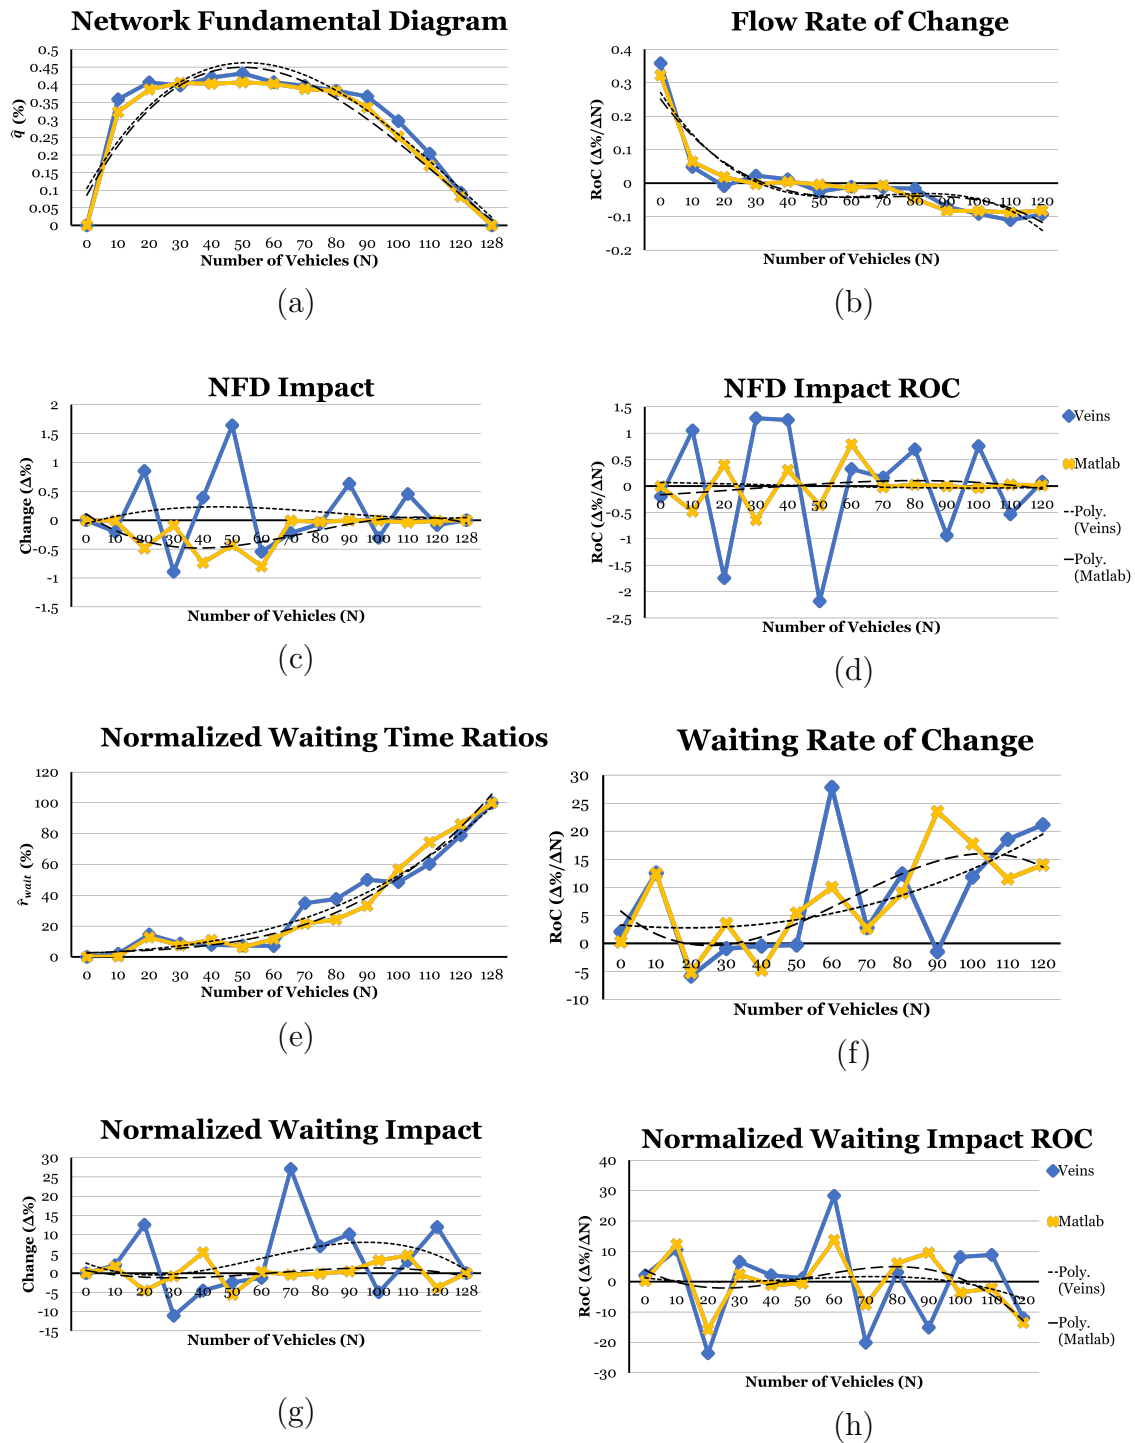 Network Fundamental Diagram
0.5
0.45
0.4
0.35
0.3
0.25
0.2
0.15
0.1
0.05
0
q̂ (%)
0 10 20 30 40 50 60 70 80 90 100 110 120 128
Number of Vehicles (N)
(a)
Flow Rate of Change
0.4
0.3
0.2
0.1
0
-0.1
-0.2
RoC (Δ%/ΔN)
0 10 20 30 40 50 60 70 80 90 100 110 120
Number of Vehicles (N)
(b)
NFD Impact
2
1.5
1
0.5
0
-0.5
-1
-1.5
Change (Δ%)
0 10 20 30 40 50 60 70 80 90 100 110 120 128
Number of Vehicles (N)
(c)
NFD Impact ROC
1.5
1
0.5
0
-0.5
-1
-1.5
-2
-2.5
RoC (Δ%/ΔN)
0 10 20 30 40 50 60 70 80 90 100 110 120
Number of Vehicles (N)
Veins
Matlab
Poly.
(Veins)
Poly.
(Matlab)
(d)
Normalized Waiting Time Ratios
120
100
80
60
40
20
0
r̂wait (%)
0 10 20 30 40 50 60 70 80 90 100 110 120 128
Number of Vehicles (N)
(e)
Waiting Rate of Change
30
25
20
15
10
5
0
-5
-10
RoC (Δ%/ΔN)
0 10 20 30 40 50 60 70 80 90 100 110 120
Number of Vehicles (N)
(f)
Normalized Waiting Impact
30
25
20
15
10
5
0
-5
-10
-15
Change (Δ%)
0 10 20 30 40 50 60 70 80 90 100 110 120 128
Number of Vehicles (N)
(g)
Normalized Waiting Impact ROC
40
30
20
10
0
-10
-20
-30
RoC (Δ%/ΔN)
0 10 20 30 40 50 60 70 80 90 100 110 120
Number of Vehicles (N)
Veins
Matlab
Poly.
(Veins)
Poly.
(Matlab)
(h)